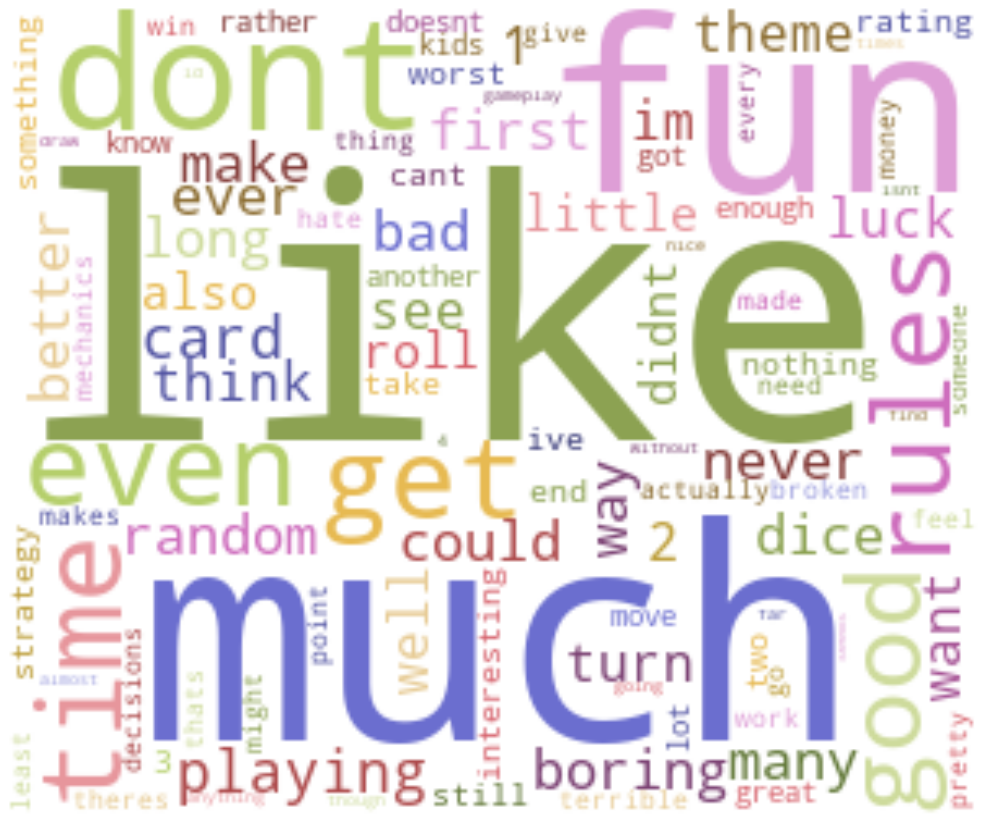 something
win
rather
doesnt
kids
1
give
theme
rating
times
dont
worst
gameplay
fun
every
money
draw
know
thing
first
im
got
isnt
make
ever
cant
like
hate
bad
little
enough
luck
long
nice
better
mechanics
also
another
see
didnt
made
rules
card
roll
nothing
someone
think
take
need
find
even
4
ive
without
get
never
end
way
actually
broken
makes
random
could
2
dice
feel
strategy
time
much
point
well
interesting
move
far
good
want
almost
decisions
thats
might
turn
two
going
go
work
lot
pretty
least
3
playing
boring
many
theres
anything
though
still
terrible
great